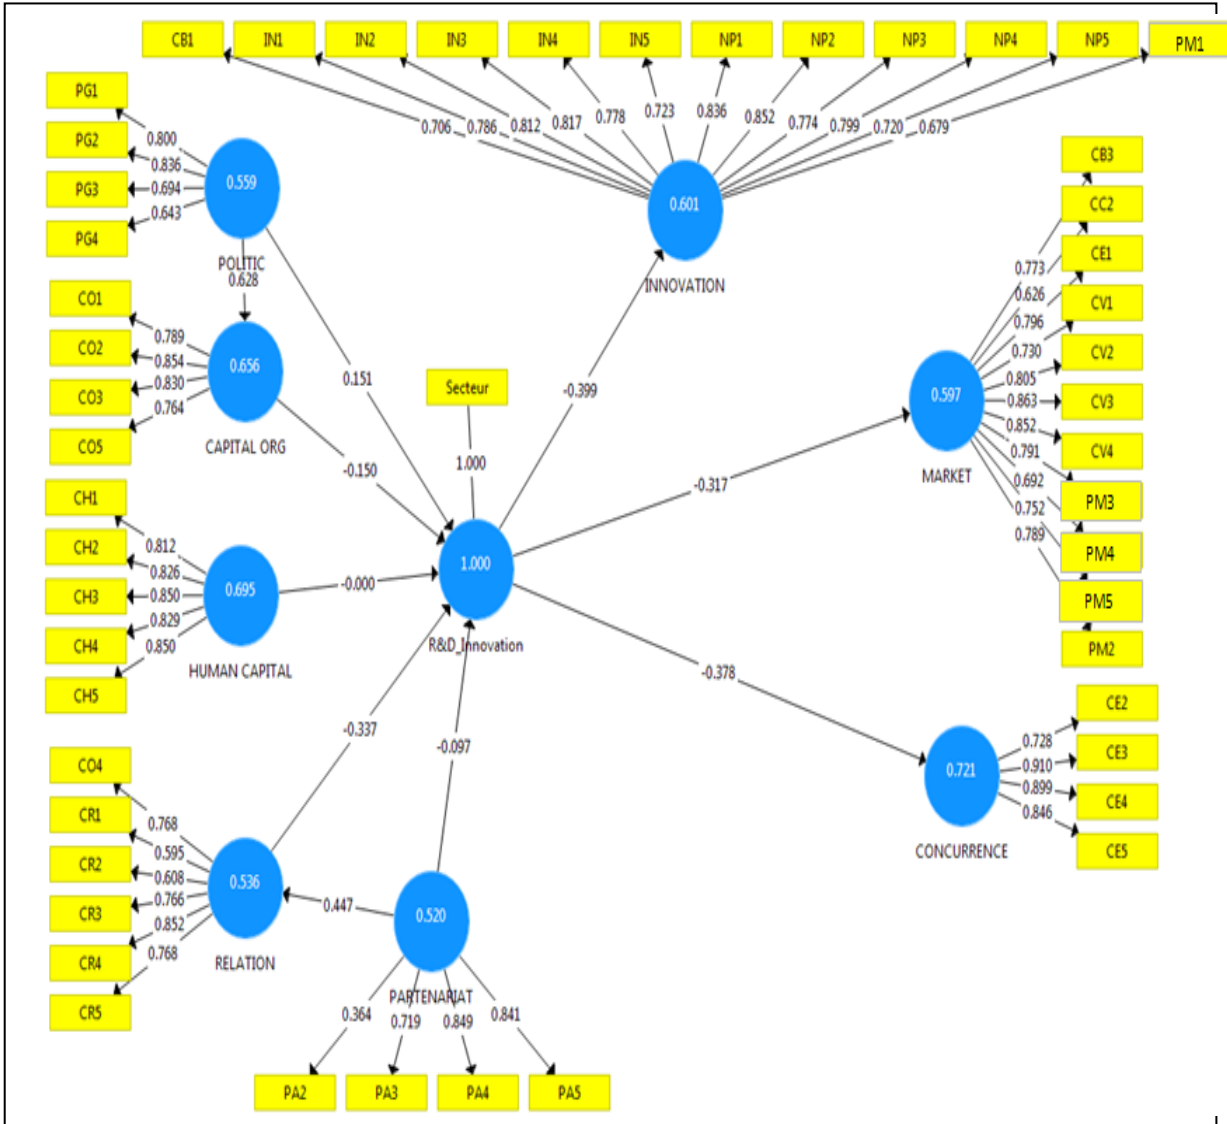 CB1 IN1 IN2 IN3 IN4 IN5 NP1 NP2 NP3 NP4 NP5 PM1
0.706 0.786 0.812 0.817 0.778 0.723 0.836 0.852 0.774 0.799 0.720 0.679
0.601
INNOVATION
PG1
PG2
PG3
PG4
0.800
0.836
0.694
0.643
0.559
POLITIC
0.628
CO1
CO2
CO3
CO5
0.789
0.854
0.830
0.764
0.656
CAPITAL ORG
0.151
-0.150
Secteur
1.000
-0.399
CB3
CC2
CE1
CV1
CV2
CV3
CV4
PM3
PM4
PM5
PM2
0.773
0.626
0.796
0.730
0.805
0.863
0.852
0.791
0.692
0.752
0.789
0.597
MARKET
-0.317
CH1
CH2
CH3
CH4
CH5
0.812
0.826
0.850
0.829
0.850
0.695
HUMAN CAPITAL
-0.000
1.000
R&D_Innovation
-0.378
-0.337
-0.097
CE2
CE3
CE4
CE5
0.728
0.910
0.899
0.846
0.721
CONCURRENCE
CO4
CR1
CR2
CR3
CR4
CR5
0.768
0.595
0.608
0.766
0.852
0.768
0.536
RELATION
0.447
0.520
PARTENARIAT
0.364 0.719 0.849 0.841
PA2 PA3 PA4 PA5